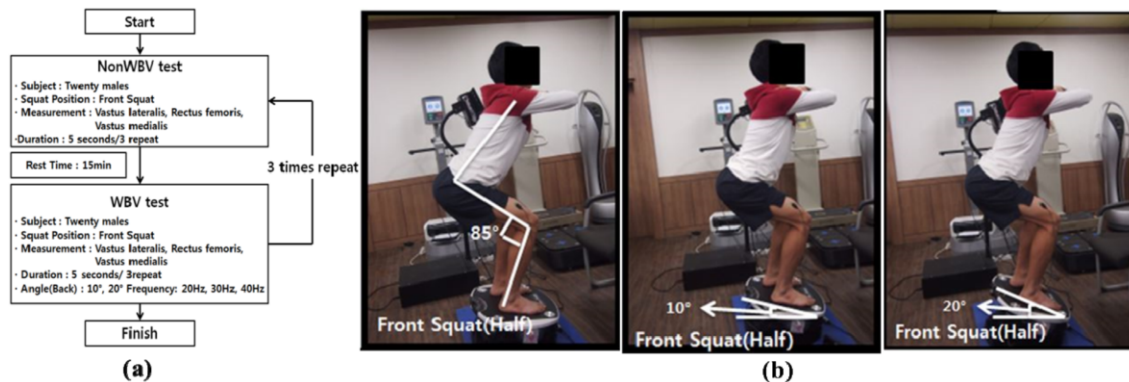 Start
NonWBV test
· Subject : Twenty males
· Squat Position : Front Squat
· Measurement : Vastus lateralis, Rectus femoris,
Vastus medialis
·Duration : 5 seconds/3 repeat
Rest Time : 15min
3 times repeat
WBV test
· Subject : Twenty males
· Squat Position : Front Squat
· Measurement : Vastus lateralis, Rectus femoris,
Vastus medialis
· Duration : 5 seconds/ 3repeat
· Angle(Back) : 10°, 20° Frequency: 20Hz, 30Hz, 40Hz
Finish
(a)
85°
Front Squat(Half)
10°
Front Squat(Half)
20°
Front Squat(Half)
(b)